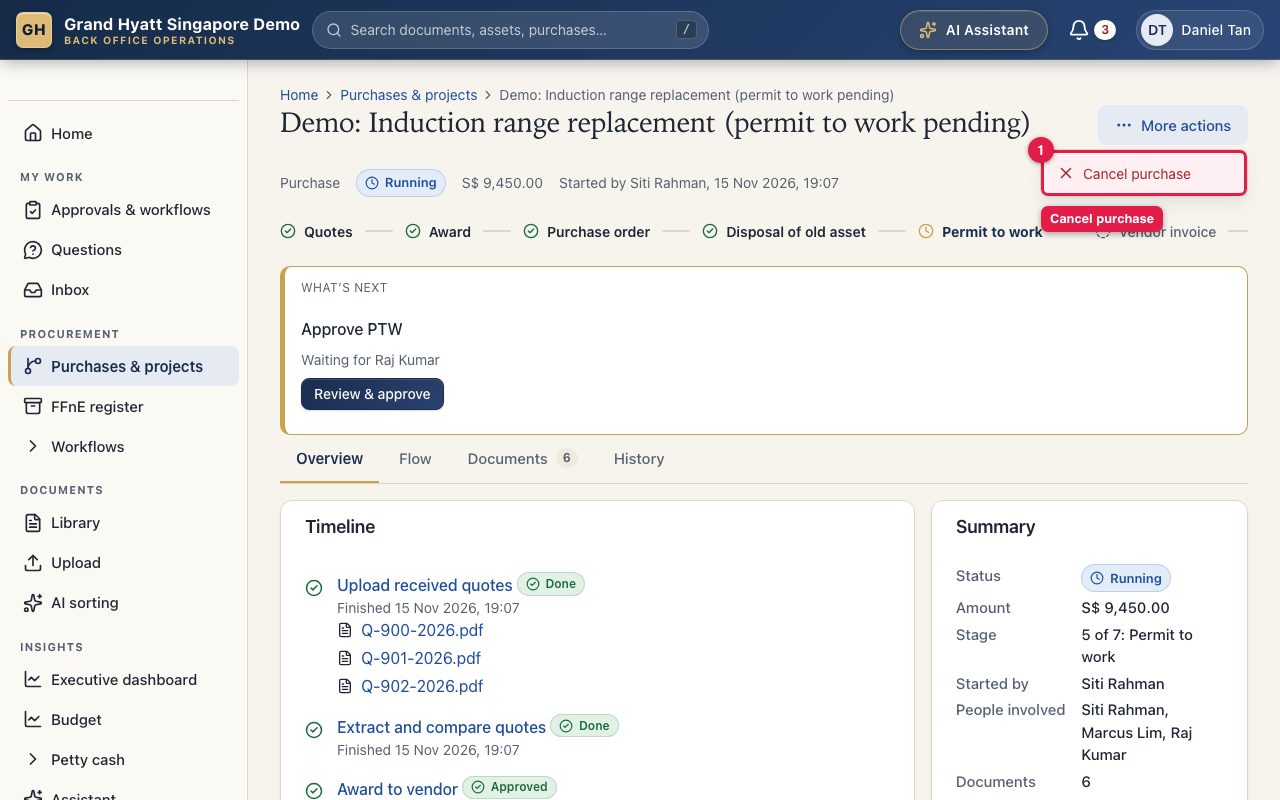 GH
Grand Hyatt Singapore Demo
BACK OFFICE OPERATIONS
Search documents, assets, purchases...
/
AI Assistant
3
DT
Daniel Tan
Home
MY WORK
Approvals & workflows
Questions
Inbox
PROCUREMENT
Purchases & projects
FFnE register
Workflows
DOCUMENTS
Library
Upload
AI sorting
INSIGHTS
Executive dashboard
Budget
Petty cash
Assistant
Home > Purchases & projects > Demo: Induction range replacement (permit to work pending)
Demo: Induction range replacement (permit to work pending)
More actions
1
Cancel purchase
Cancel purchase
Purchase Running S$ 9,450.00 Started by Siti Rahman, 15 Nov 2026, 19:07
Quotes Award Purchase order Disposal of old asset Permit to work Vendor invoice
WHAT'S NEXT
Approve PTW
Waiting for Raj Kumar
Review & approve
Overview Flow Documents 6 History
Timeline
Upload received quotes Done
Finished 15 Nov 2026, 19:07
Q-900-2026.pdf
Q-901-2026.pdf
Q-902-2026.pdf
Extract and compare quotes Done
Finished 15 Nov 2026, 19:07
Award to vendor Approved
Summary
Status Running
Amount S$ 9,450.00
Stage 5 of 7: Permit to
work
Started by Siti Rahman
People involved Siti Rahman,
Marcus Lim, Raj
Kumar
Documents 6